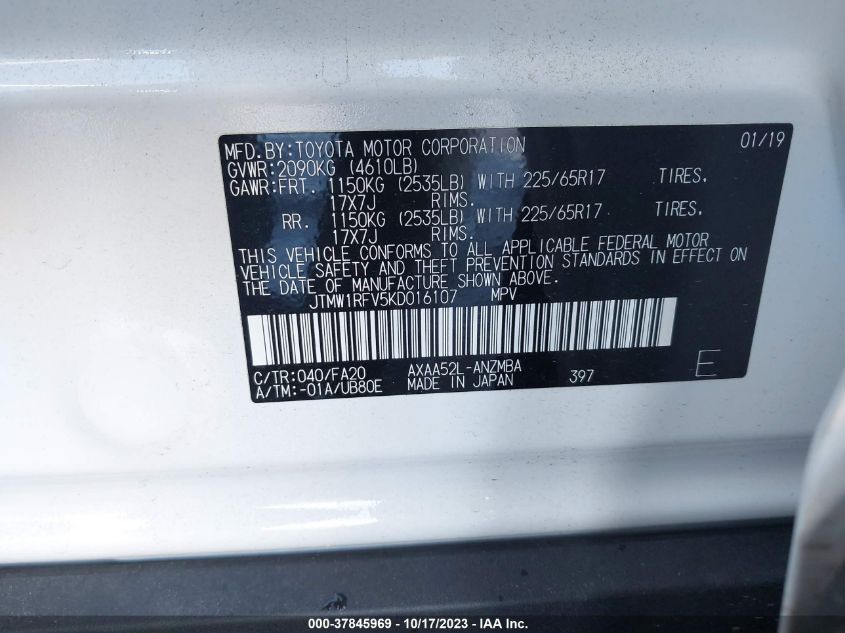 MFD.BY:TOYOTA MOTOR CORPORATION 01/19
GVWR:2090KG (4610LB)
GAWR:FRT. 1150KG (2535LB) WITH 225/65R17 TIRES,
17X7J RIMS.
RR. 1150KG (2535LB) WITH 225/65R17 TIRES,
17X7J RIMS.
THIS VEHICLE CONFORMS TO ALL APPLICABLE FEDERAL MOTOR
VEHICLE SAFETY AND THEFT PREVENTION STANDARDS IN EFFECT ON
THE DATE OF MANUFACTURE SHOWN ABOVE.
JTMW1RFV5KD016107 MPV
C/TR:040/FA20 AXAA52L-ANZMBA
A/TM:-01A/UB80E MADE IN JAPAN 397 E
000-37845969 - 10/17/2023 - IAA, Inc.